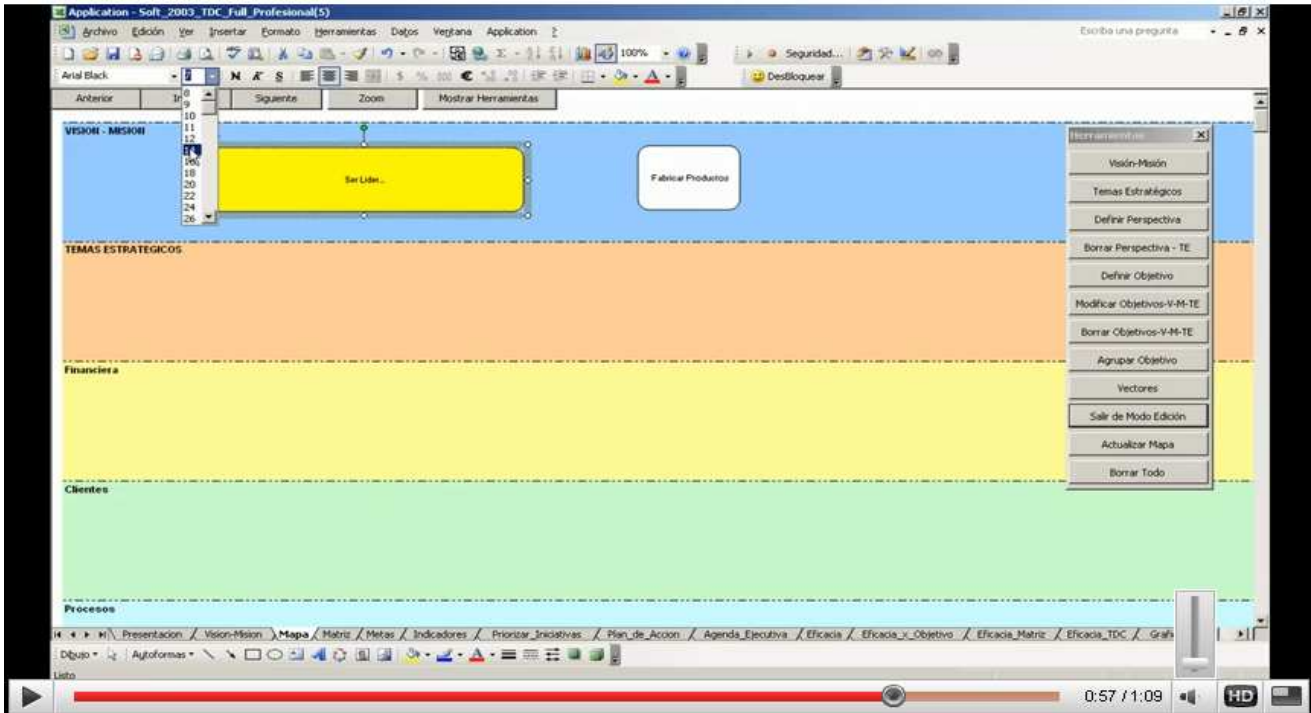 Application - Soft_2003_TDC_Full_Profesional(5)
Archivo Edición Ver Insertar Formato Herramientas Datos Ventana Application ? Escriba una pregunta
100% Seguridad...
Arial Black 7 N K S DesBloquear
Anterior Siguiente Zoom Mostrar Herramientas
8
9
10
11
12
14
16
18
20
22
24
26
VISION - MISION
Ser Lider...
Fabricar Productos
Herramientas
Visión-Misión
Temas Estratégicos
Definir Perspectiva
Borrar Perspectiva - TE
Definir Objetivo
Modificar Objetivos-V-M-TE
Borrar Objetivos-V-M-TE
Agrupar Objetivo
Vectores
Salir de Modo Edición
Actualizar Mapa
Borrar Todo
TEMAS ESTRATEGICOS
Financiera
Clientes
Procesos
Presentacion Vision-Mision Mapa Matriz Metas Indicadores Priorizar_Iniciativas Plan_de_Accion Agenda_Ejecutiva Eficacia Eficacia_x_Objetivo Eficacia_Matriz Eficacia_TDC
Dibujo Autoformas
Listo
0:57 / 1:09 HD